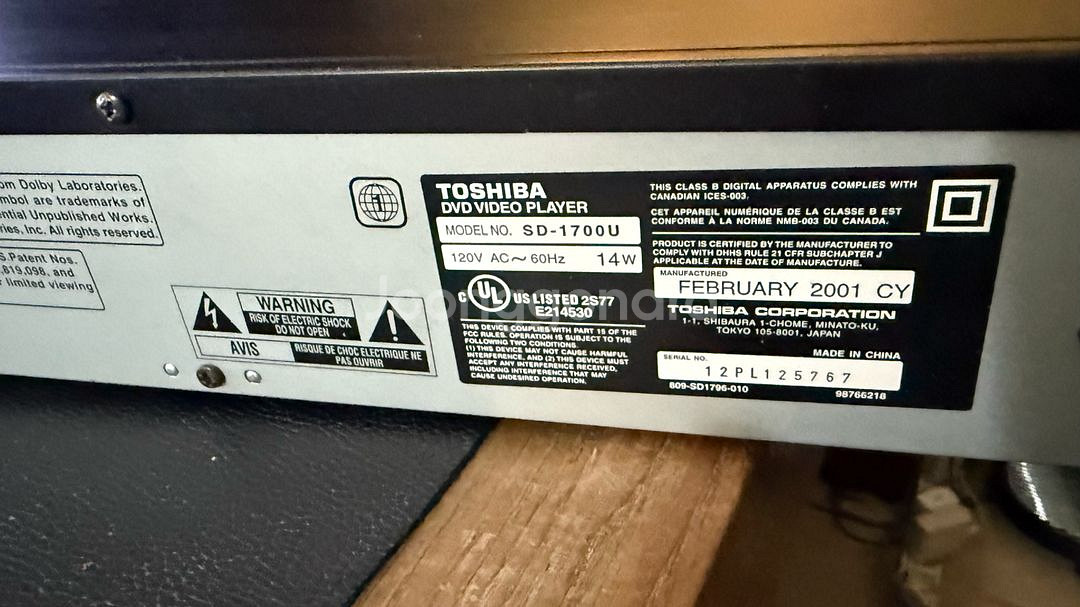 om Dolby Laboratories.
mbol are trademarks of
ential Unpublished Works.
ries, Inc. All rights reserved.
S.Patent Nos.
,819,098, and
r limited viewing
1
WARNING
RISK OF ELECTRIC SHOCK
DO NOT OPEN
AVIS
RISQUE DE CHOC ELECTRIQUE NE
PAS OUVRIR
TOSHIBA
DVD VIDEO PLAYER
MODEL NO. SD-1700U
120V AC～60Hz 14W
C UL US LISTED 2S77
E214530
THIS DEVICE COMPLIES WITH PART 15 OF THE
FCC RULES. OPERATION IS SUBJECT TO THE
FOLLOWING TWO CONDITIONS.
(1) THIS DEVICE MAY NOT CAUSE HARMFUL
INTERFERENCE, AND (2) THIS DEVICE MUST
ACCEPT ANY INTERFERENCE RECEIVED,
INCLUDING INTERFERENCE THAT MAY
CAUSE UNDESIRED OPERATION.
THIS CLASS B DIGITAL APPARATUS COMPLIES WITH
CANADIAN ICES-003.
CET APPAREIL NUMÉRIQUE DE LA CLASSE B EST
CONFORME À LA NORME NMB-003 DU CANADA.
PRODUCT IS CERTIFIED BY THE MANUFACTURER TO
COMPLY WITH DHHS RULE 21 CFR SUBCHAPTER J
APPLICABLE AT THE DATE OF MANUFACTURE.
MANUFACTURED
FEBRUARY 2001 CY
TOSHIBA CORPORATION
1-1, SHIBAURA 1-CHOME, MINATO-KU,
TOKYO 105-8001, JAPAN
MADE IN CHINA
SERIAL NO.
12PL125767
809-SD1796-010 98766218